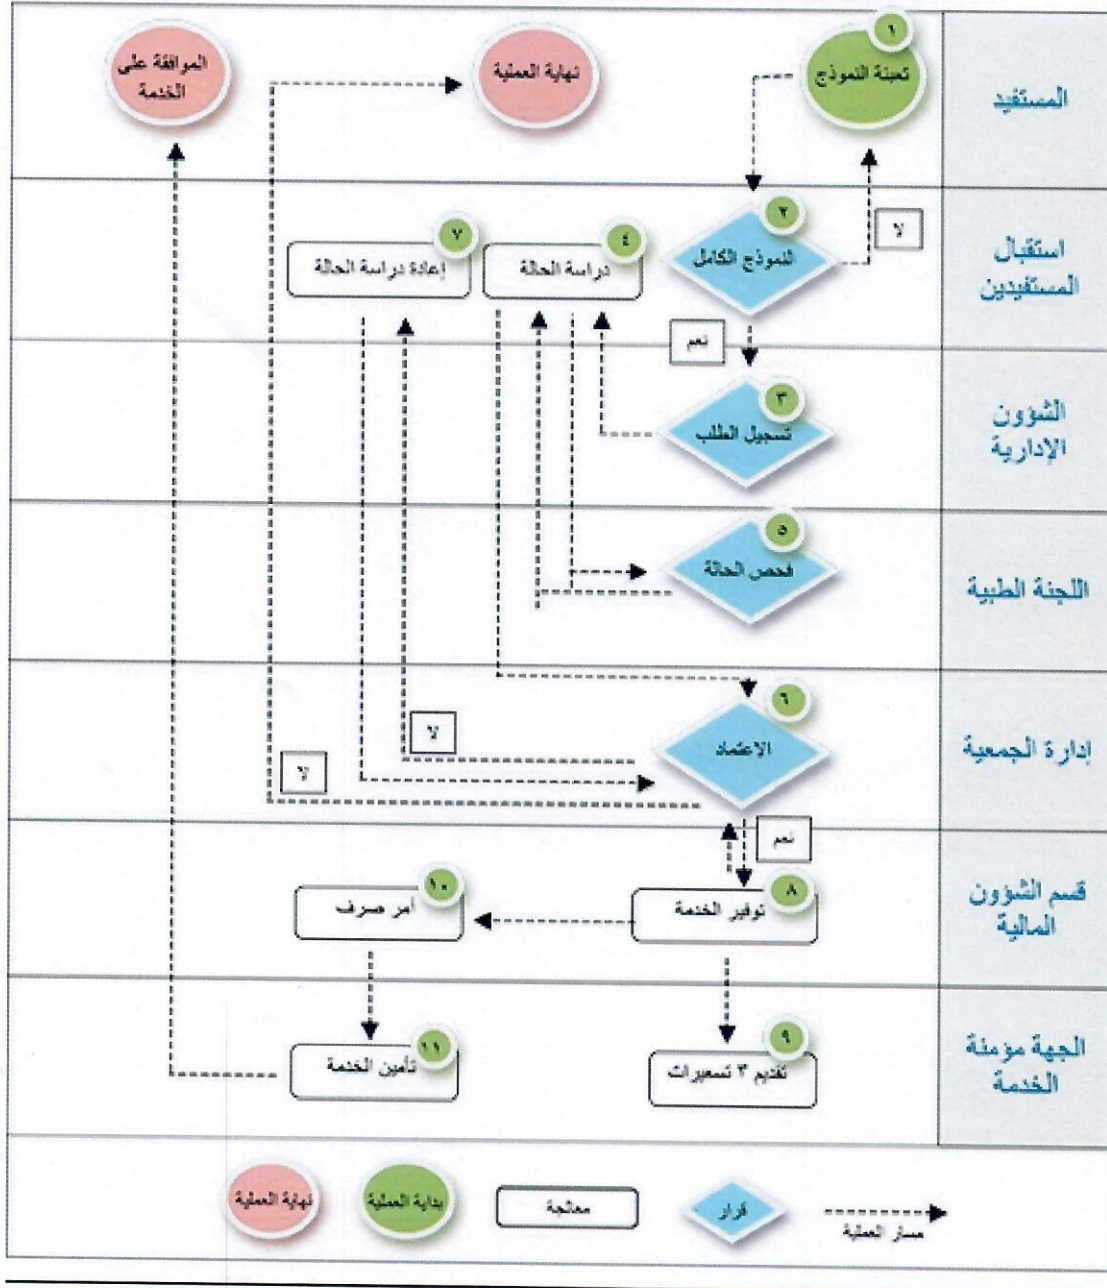 المستفيد
١
تعبئة النموذج
نهاية العملية
الموافقة على
الخدمة
استقبال
المستفيدين
٢
النموذج الكامل
لا
٤
دراسة الحالة
٧
إعادة دراسة الحالة
نعم
الشؤون
الإدارية
٣
تسجيل الطلب
اللجنة الطبية
٥
فحص الحالة
إدارة الجمعية
٦
الاعتماد
لا
لا
نعم
قسم الشؤون
المالية
٨
توفير الخدمة
١٠
أمر صرف
الجهة مؤمنة
الخدمة
٩
تقديم ٣ تسعيرات
١١
تأمين الخدمة
مسار العملية
قرار
معالجة
بداية العملية
نهاية العملية